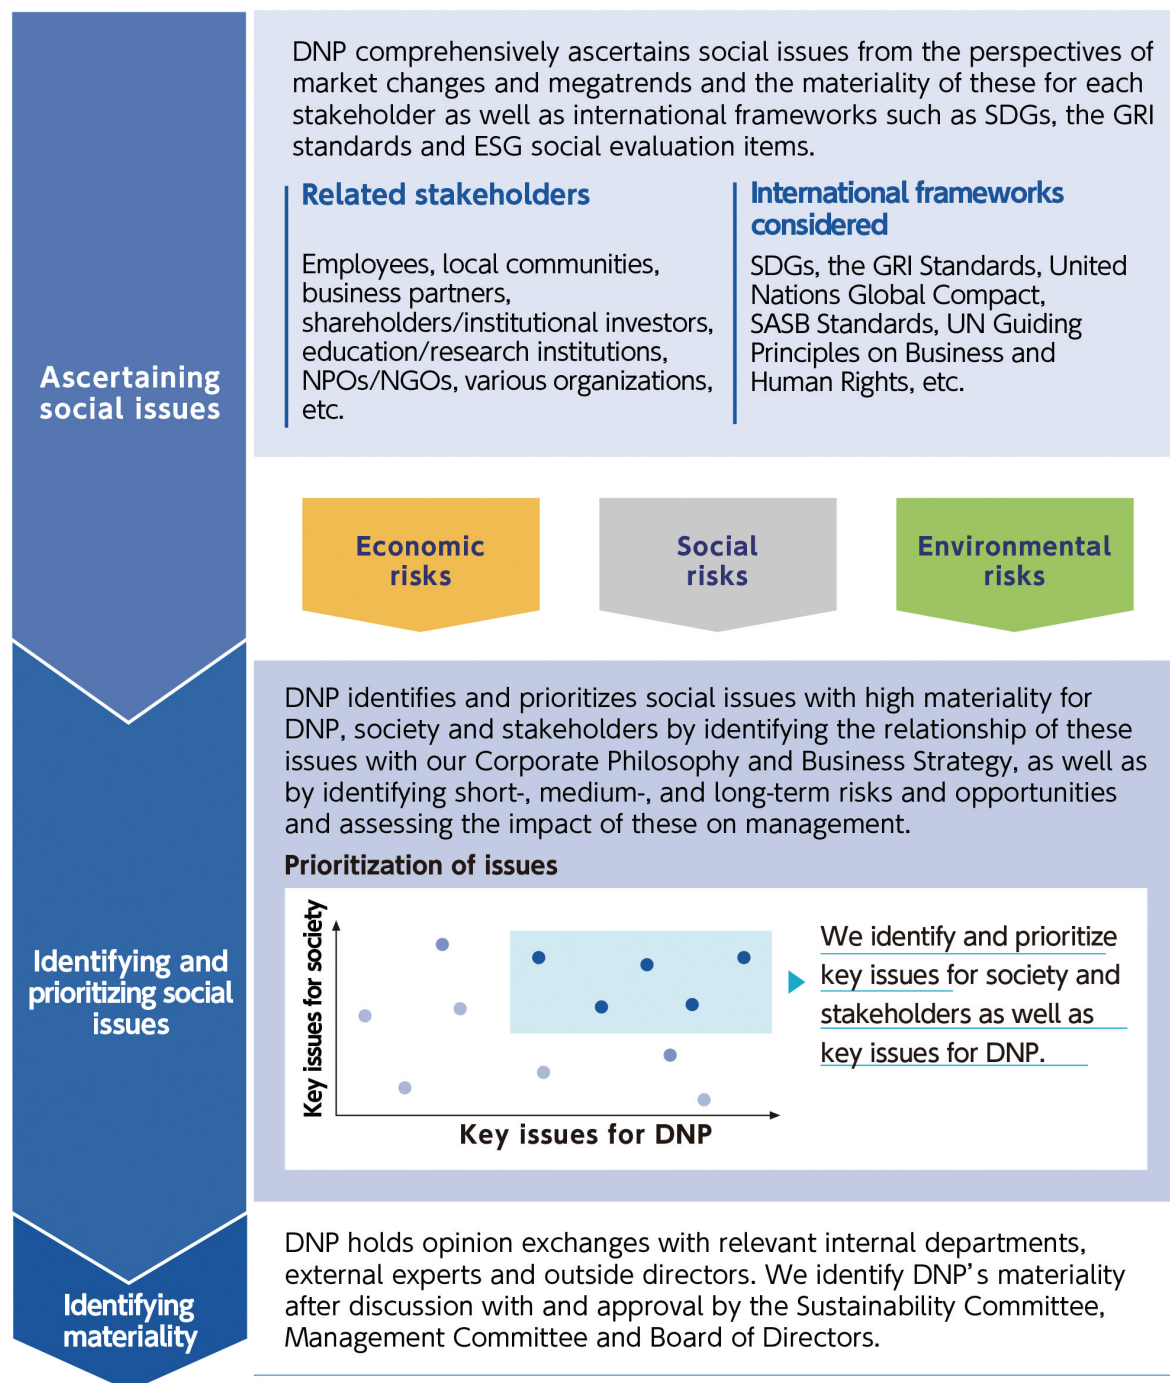 DNP comprehensively ascertains social issues from the perspectives of
market changes and megatrends and the materiality of these for each
stakeholder as well as international frameworks such as SDGs, the GRI
standards and ESG social evaluation items.
Related stakeholders
Employees, local communities,
business partners,
shareholders/institutional investors,
education/research institutions,
NPOs/NGOs, various organizations,
etc.
International frameworks
considered
SDGs, the GRI Standards, United
Nations Global Compact,
SASB Standards, UN Guiding
Principles on Business and
Human Rights, etc.
Ascertaining
social issues
Economic
risks
Social
risks
Environmental
risks
DNP identifies and prioritizes social issues with high materiality for
DNP, society and stakeholders by identifying the relationship of these
issues with our Corporate Philosophy and Business Strategy, as well as
by identifying short-, medium-, and long-term risks and opportunities
and assessing the impact of these on management.
Prioritization of issues
Key issues for society
Key issues for DNP
We identify and prioritize
key issues for society and
stakeholders as well as
key issues for DNP.
Identifying and
prioritizing social
issues
DNP holds opinion exchanges with relevant internal departments,
external experts and outside directors. We identify DNP's materiality
after discussion with and approval by the Sustainability Committee,
Management Committee and Board of Directors.
Identifying
materiality